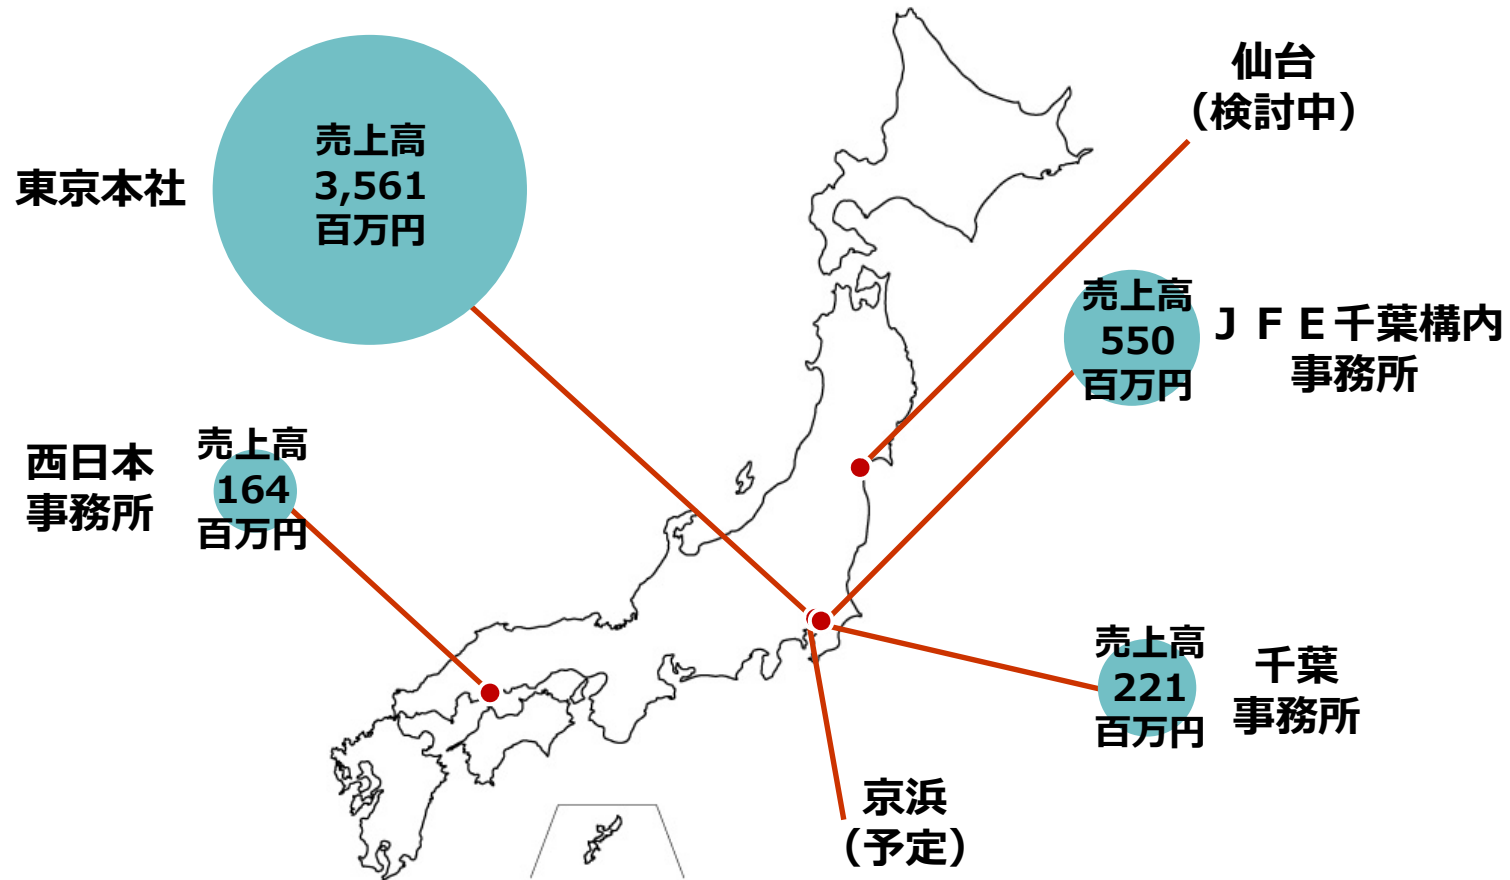 仙台
（検討中）
東京本社
売上高
3,561
百万円
売上高
550
百万円
ＪＦＥ千葉構内
事務所
西日本
事務所
売上高
164
百万円
売上高
221
百万円
千葉
事務所
京浜
（予定）